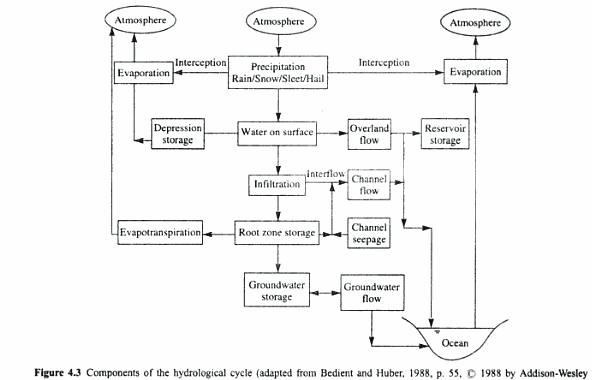 Atmosphere
Atmosphere
Atmosphere
Interception
Interception
Evaporation
Precipitation
Rain/Snow/Sleet/Hail
Evaporation
Depression
storage
Water on surface
Overland
flow
Reservoir
storage
Infiltration
Interflow
Channel
flow
Evapotranspiration
Root zone storage
Channel
seepage
Groundwater
storage
Groundwater
flow
Ocean
Figure 4.3 Components of the hydrological cycle (adapted from Bedient and Huber, 1988, p. 55, © 1988 by Addison-Wesley